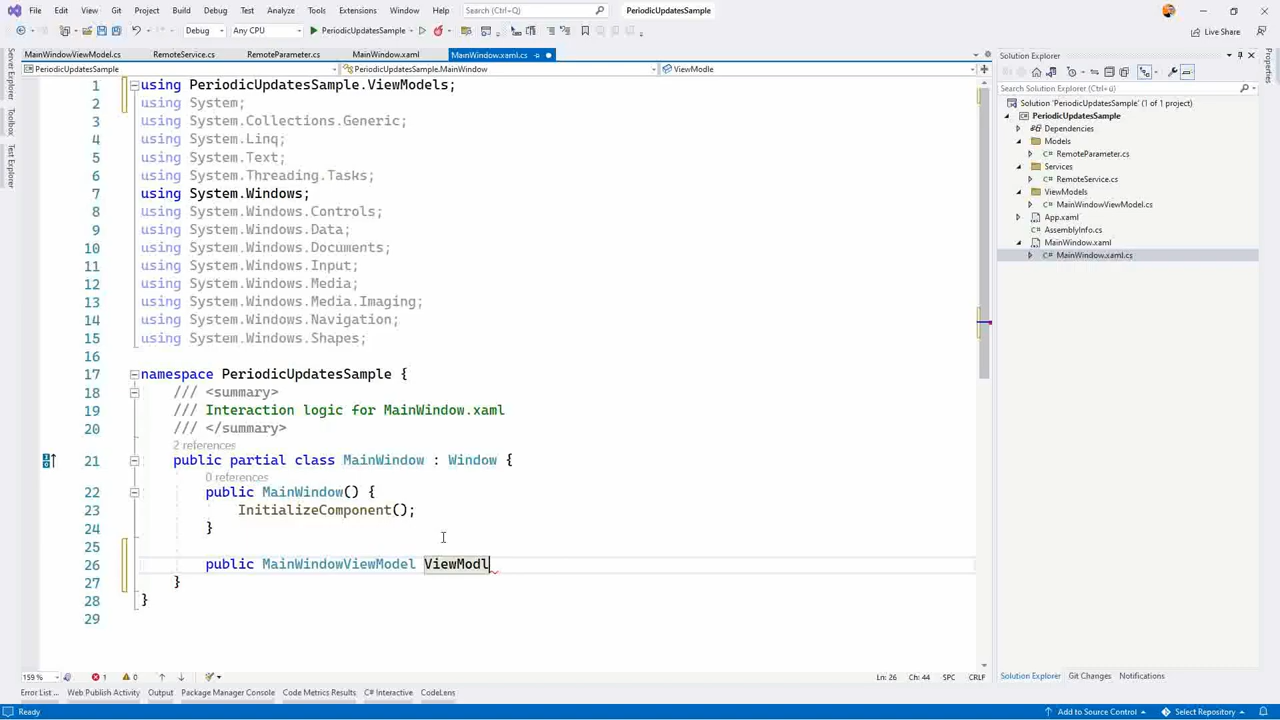 File Edit View Git Project Build Debug Test Analyze Tools Extensions Window Help Search (Ctrl+Q) PeriodicUpdatesSample
Debug Any CPU PeriodicUpdatesSample Live Share
MainWindowViewModel.cs RemoteService.cs RemoteParameter.cs MainWindow.xaml MainWindow.xaml.cs
PeriodicUpdatesSample PeriodicUpdatesSample.MainWindow ViewModle
Server Explorer
Toolbox
Test Explorer
1 using PeriodicUpdatesSample.ViewModels;
2 using System;
3 using System.Collections.Generic;
4 using System.Linq;
5 using System.Text;
6 using System.Threading.Tasks;
7 using System.Windows;
8 using System.Windows.Controls;
9 using System.Windows.Data;
10 using System.Windows.Documents;
11 using System.Windows.Input;
12 using System.Windows.Media;
13 using System.Windows.Media.Imaging;
14 using System.Windows.Navigation;
15 using System.Windows.Shapes;
16
17 namespace PeriodicUpdatesSample {
18 /// <summary>
19 /// Interaction logic for MainWindow.xaml
20 /// </summary>
2 references
21 public partial class MainWindow : Window {
0 references
22 public MainWindow() {
23 InitializeComponent();
24 }
25
26 public MainWindowViewModel ViewModl
27 }
28 }
29
159 % 1 0 Ln: 26 Ch: 44 SPC CRLF
Error List ... Web Publish Activity Output Package Manager Console Code Metrics Results C# Interactive CodeLens
Ready Add to Source Control Select Repository
Solution Explorer
Search Solution Explorer (Ctrl+ü)
Solution 'PeriodicUpdatesSample' (1 of 1 project)
PeriodicUpdatesSample
Dependencies
Models
C# RemoteParameter.cs
Services
C# RemoteService.cs
ViewModels
C# MainWindowViewModel.cs
App.xaml
C# AssemblyInfo.cs
MainWindow.xaml
C# MainWindow.xaml.cs
Solution Explorer Git Changes Notifications
Properties